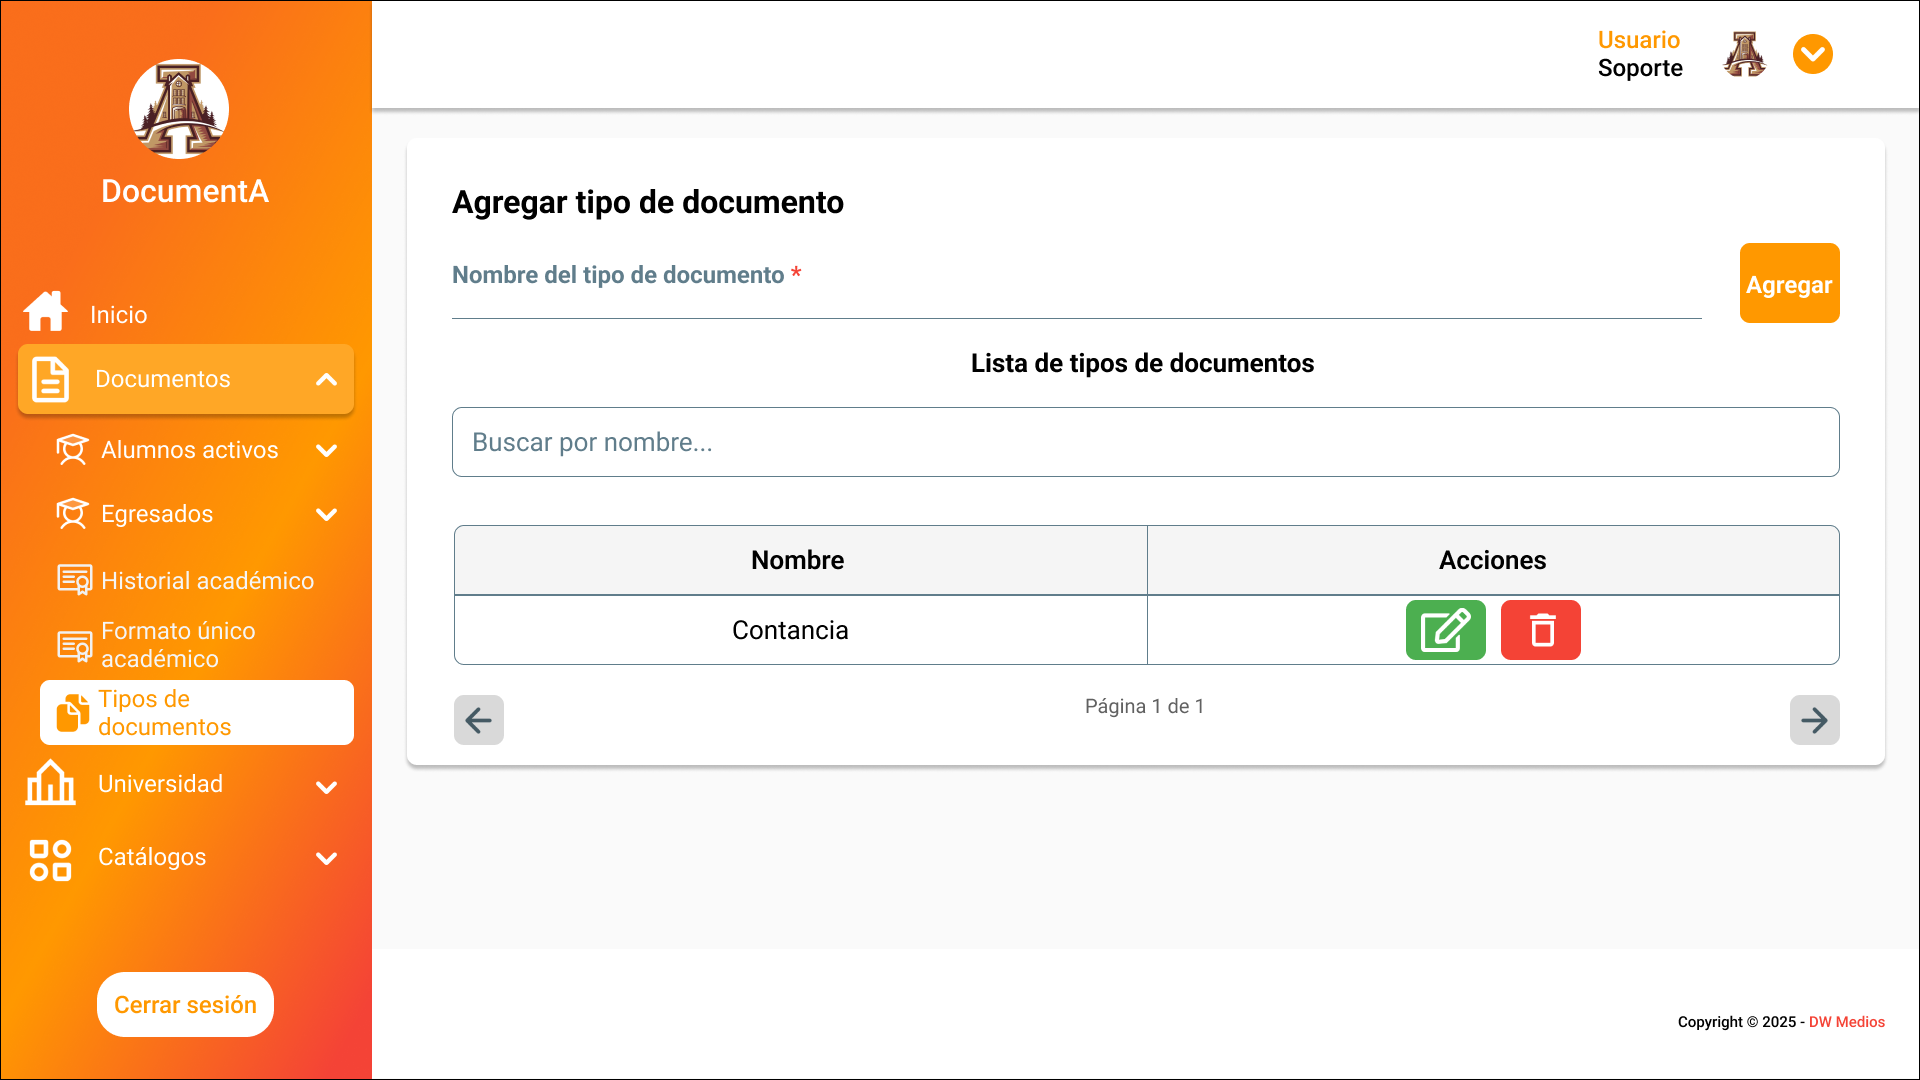 DocumentA
Inicio
Documentos
Alumnos activos
Egresados
Historial académico
Formato único
académico
Tipos de
documentos
Universidad
Catálogos
Cerrar sesión
Usuario
Soporte
Agregar tipo de documento
Nombre del tipo de documento *
Agregar
Lista de tipos de documentos
Buscar por nombre...
Nombre
Acciones
Contancia
Página 1 de 1
Copyright © 2025 - DW Medios